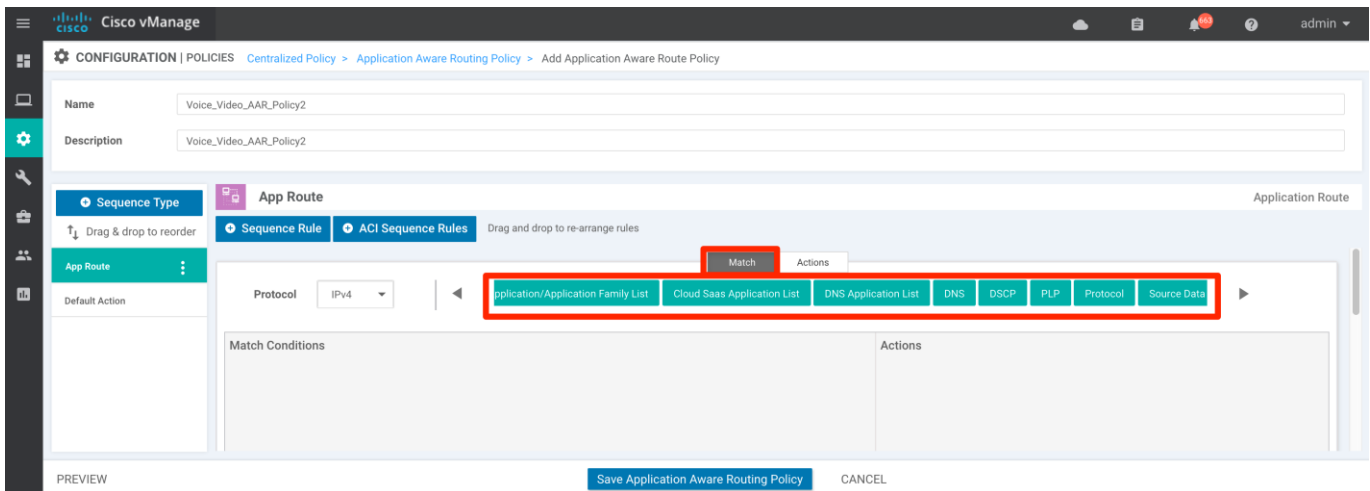 cisco Cisco vManage 663 admin
CONFIGURATION | POLICIES Centralized Policy > Application Aware Routing Policy > Add Application Aware Route Policy
Name Voice_Video_AAR_Policy2
Description Voice_Video_AAR_Policy2
Sequence Type App Route Application Route
Drag & drop to reorder Sequence Rule ACI Sequence Rules Drag and drop to re-arrange rules
App Route Match Actions
Default Action Protocol IPv4 pplication/Application Family List Cloud Saas Application List DNS Application List DNS DSCP PLP Protocol Source Data
Match Conditions Actions
PREVIEW Save Application Aware Routing Policy CANCEL